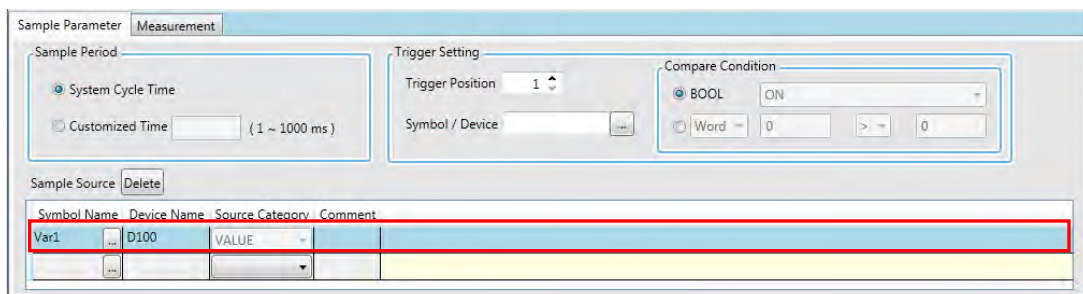 Sample Parameter Measurement
Sample Period
System Cycle Time
Customized Time ( 1 ~ 1000 ms )
Trigger Setting
Trigger Position 1
Symbol / Device ...
Compare Condition
BOOL ON
Word 0 > 0
Sample Source Delete
Symbol Name Device Name Source Category Comment
Var1 ... D100 VALUE
...